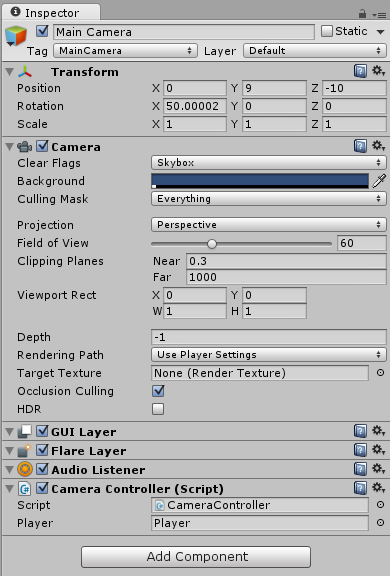 Inspector
Main Camera Static
Tag MainCamera Layer Default
Transform
Position X 0 Y 9 Z -10
Rotation X 50.00002 Y 0 Z 0
Scale X 1 Y 1 Z 1
Camera
Clear Flags Skybox
Background
Culling Mask Everything
Projection Perspective
Field of View 60
Clipping Planes Near 0.3
Far 1000
Viewport Rect X 0 Y 0
W 1 H 1
Depth -1
Rendering Path Use Player Settings
Target Texture None (Render Texture)
Occlusion Culling
HDR
GUI Layer
Flare Layer
Audio Listener
Camera Controller (Script)
Script CameraController
Player Player
Add Component